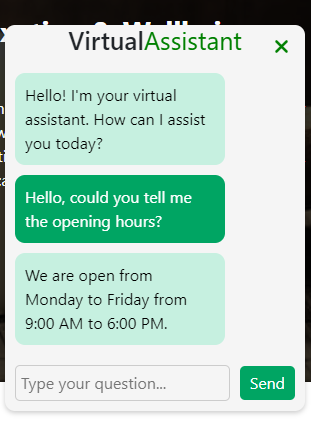 VirtualAssistant
Hello! I'm your virtual
assistant. How can I assist
you today?
Hello, could you tell me
the opening hours?
We are open from
Monday to Friday from
9:00 AM to 6:00 PM.
Type your question...
Send